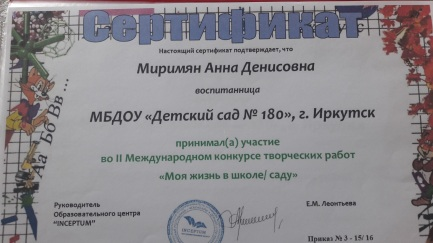 Сертификат
Настоящий сертификат подтверждает, что
Миримян Анна Денисовна
воспитанница
МБДОУ «Детский сад № 180», г. Иркутск
принимал(а) участие
во II Международном конкурсе творческих работ
«Моя жизнь в школе/ саду»
Руководитель
Образовательного центра
"INCEPTUM"
Е.М. Леонтьева
INCEPTUM
Приказ № 3 - 15/ 16
Аа Бб Вв ...